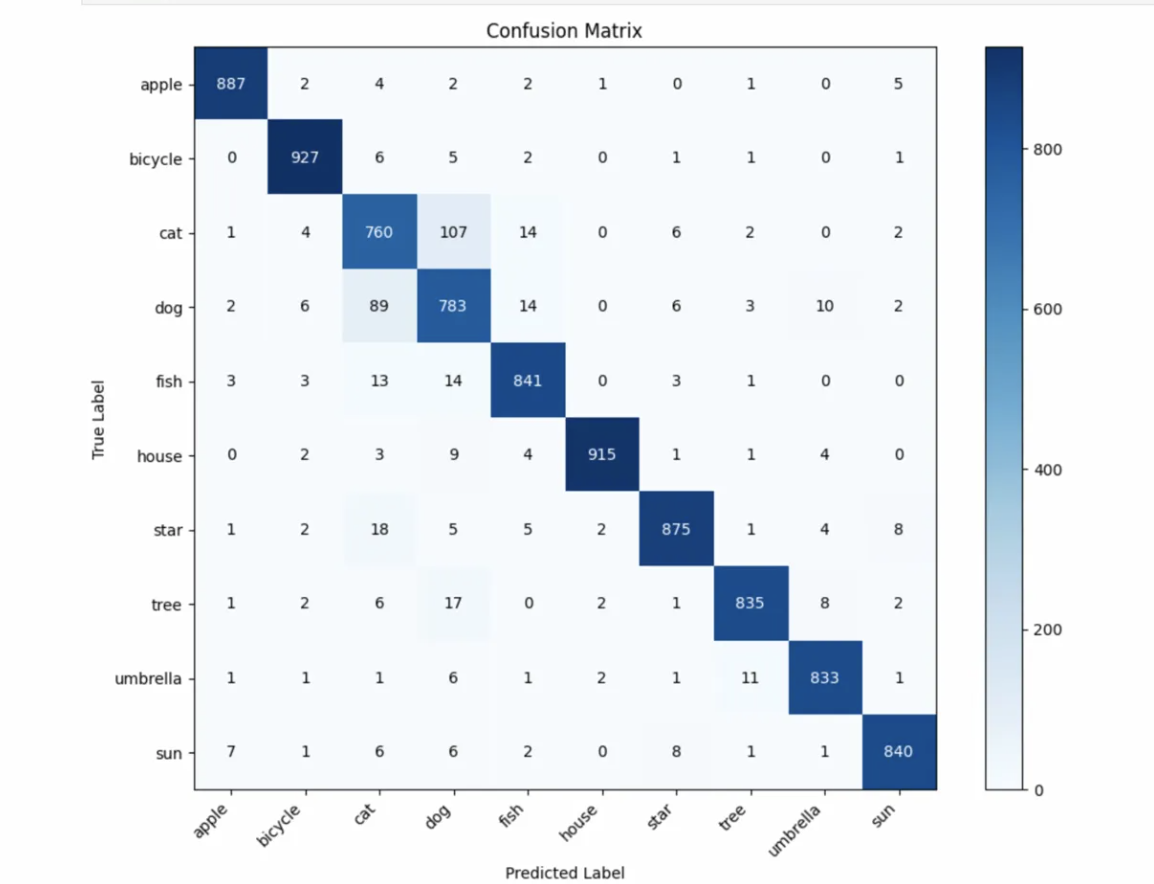 Confusion Matrix
apple 887 2 4 2 2 1 0 1 0 5
bicycle 0 927 6 5 2 0 1 1 0 1
cat 1 4 760 107 14 0 6 2 0 2
dog 2 6 89 783 14 0 6 3 10 2
fish 3 3 13 14 841 0 3 1 0 0
house 0 2 3 9 4 915 1 1 4 0
star 1 2 18 5 5 2 875 1 4 8
tree 1 2 6 17 0 2 1 835 8 2
umbrella 1 1 1 6 1 2 1 11 833 1
sun 7 1 6 6 2 0 8 1 1 840
True Label
apple bicycle cat dog fish house star tree umbrella sun
Predicted Label
800
600
400
200
0